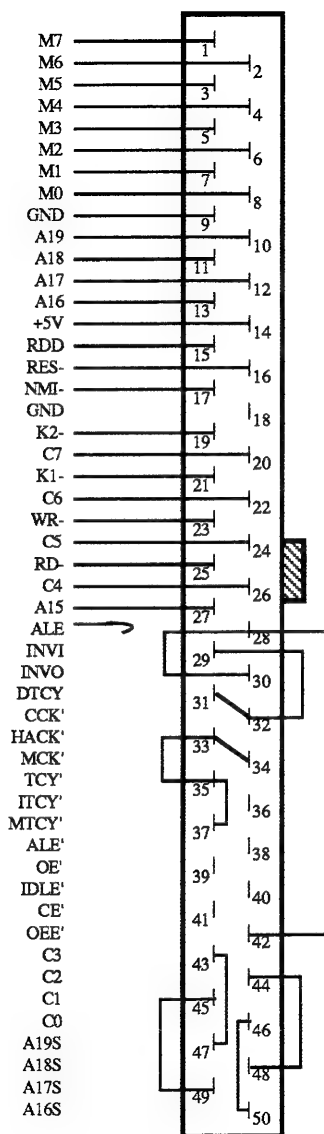 M7 1
M6 2
M5 3
M4 4
M3 5
M2 6
M1 7
M0 8
GND 9
A19 10
A18 11
A17 12
A16 13
+5V 14
RDD 15
RES- 16
NMI- 17
GND 18
K2- 19
C7 20
K1- 21
C6 22
WR- 23
C5 24
RD- 25
C4 26
A15 27
ALE 28
INVI 29
INVO 30
DTCY 31
CCK' 32
HACK' 33
MCK' 34
TCY' 35
ITCY' 36
MTCY' 37
ALE' 38
OE' 39
IDLE' 40
CE' 41
OEE' 42
C3 43
C2 44
C1 45
C0 46
A19S 47
A18S 48
A17S 49
A16S 50